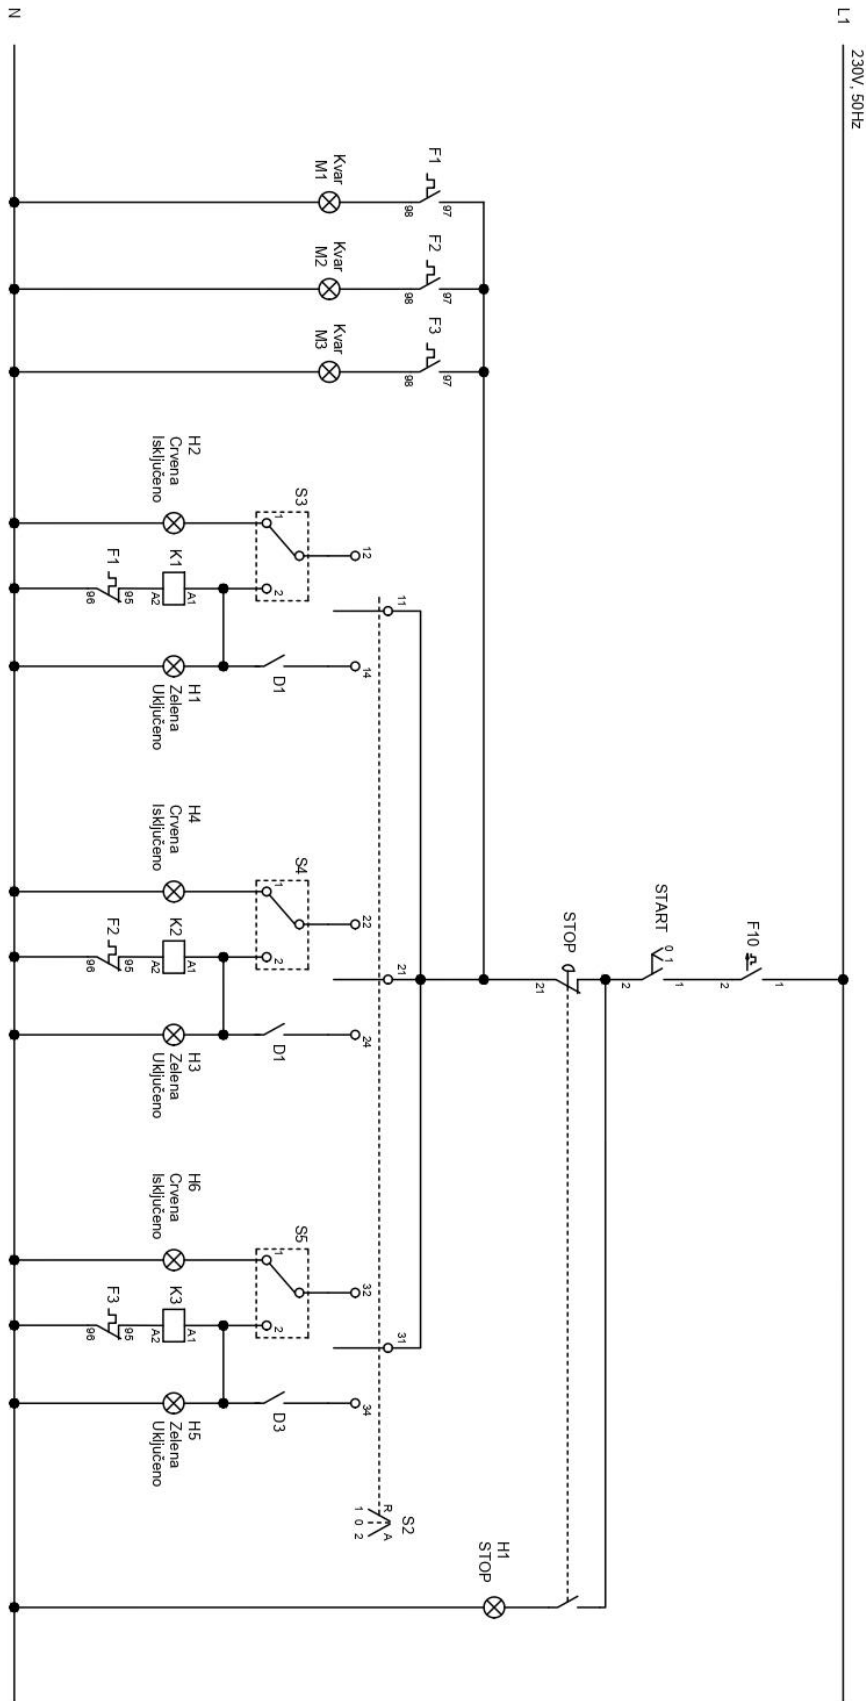 L1
230V, 50Hz
N
F10
1
2
START
0 1
1
2
STOP
21
F1
97
98
Kvar
M1
F2
97
98
Kvar
M2
F3
97
98
Kvar
M3
S3
12
11
14
1
2
D1
H2
Crvena
Isključeno
K1
A1
A2
F1
95
96
H1
Zelena
Uključeno
S4
22
21
24
1
2
D1
H4
Crvena
Isključeno
K2
A1
A2
F2
95
96
H3
Zelena
Uključeno
S5
32
31
34
1
2
D3
H6
Crvena
Isključeno
K3
A1
A2
F3
95
96
H5
Zelena
Uključeno
S2
R A
1 0 2
H1
STOP